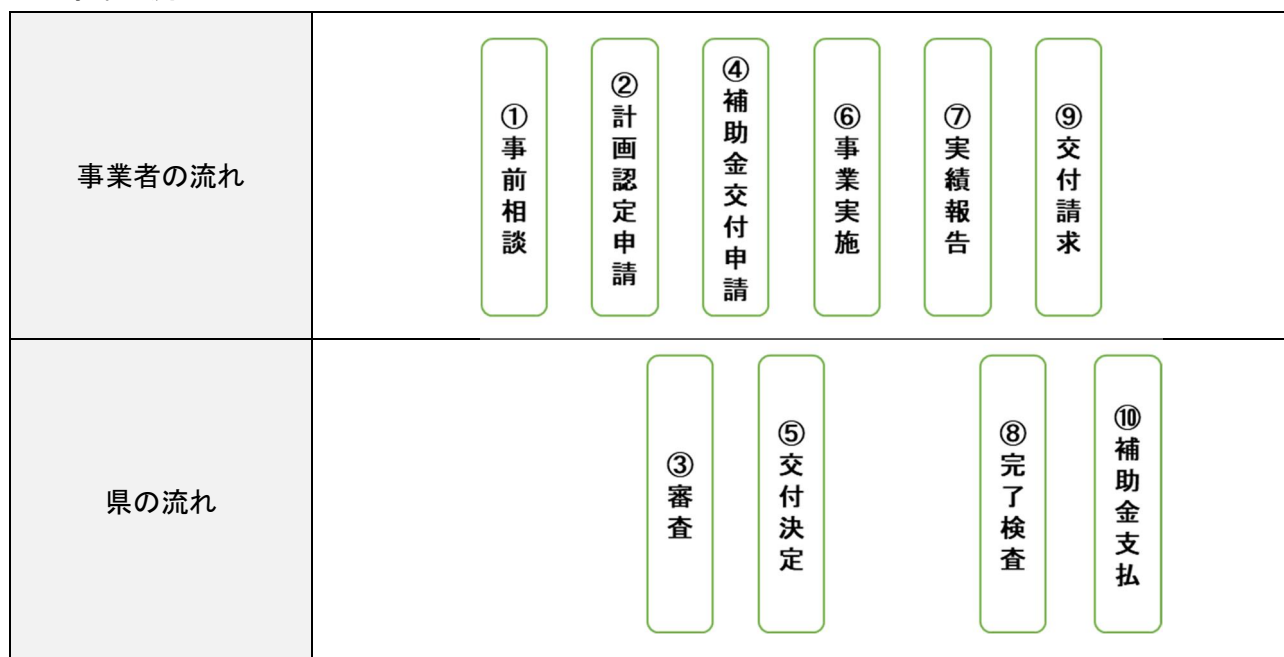 事業者の流れ
①事前相談
②計画認定申請
④補助金交付申請
⑥事業実施
⑦実績報告
⑨交付請求
県の流れ
③審査
⑤交付決定
⑧完了検査
⑩補助金支払